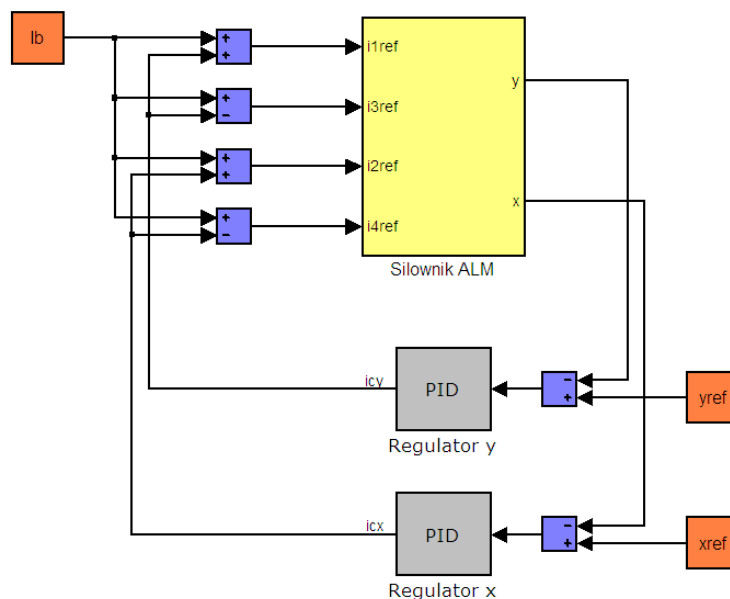 Ib
+
+
i1ref
y
+
−
i3ref
+
+
i2ref
x
+
−
i4ref
Silownik ALM
icy
PID
−
+
yref
Regulator y
icx
PID
−
+
xref
Regulator x